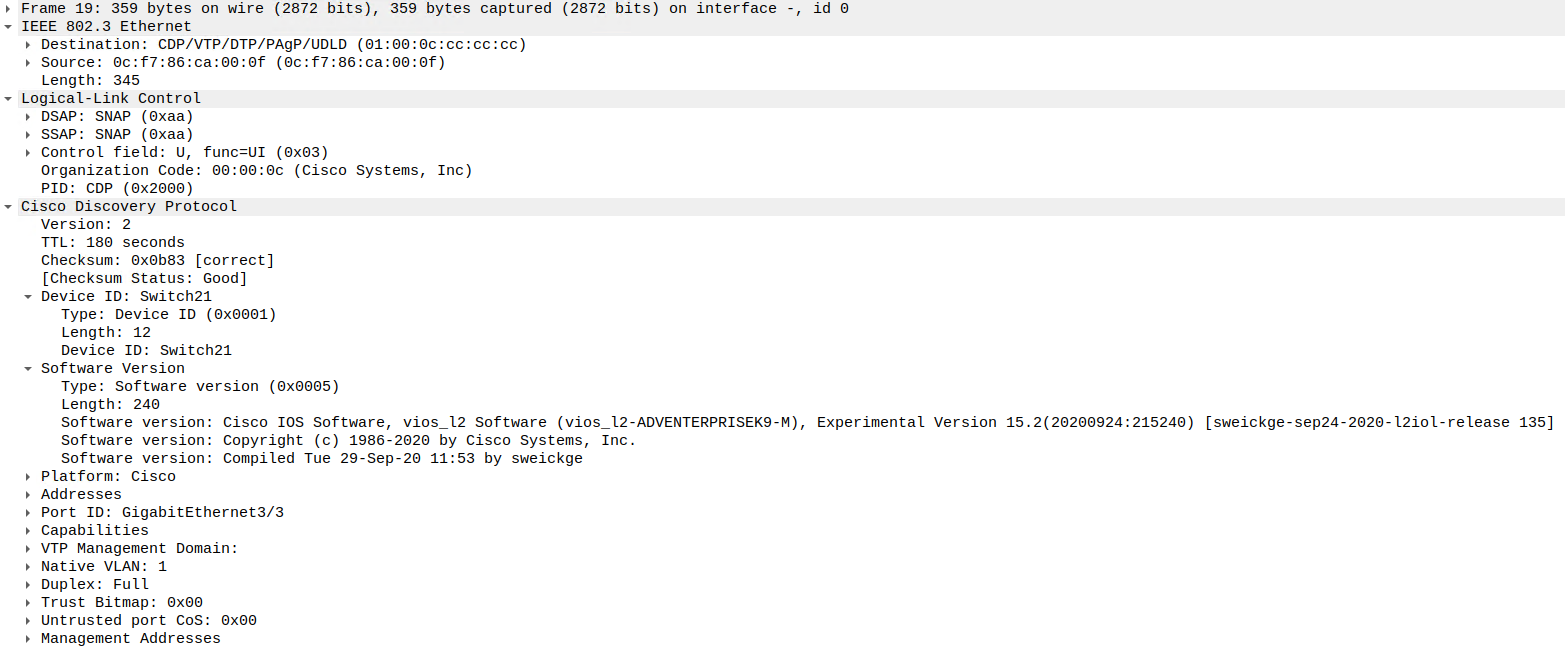 Frame 19: 359 bytes on wire (2872 bits), 359 bytes captured (2872 bits) on interface -, id 0
IEEE 802.3 Ethernet
Destination: CDP/VTP/DTP/PAgP/UDLD (01:00:0c:cc:cc:cc)
Source: 0c:f7:86:ca:00:0f (0c:f7:86:ca:00:0f)
Length: 345
Logical-Link Control
DSAP: SNAP (0xaa)
SSAP: SNAP (0xaa)
Control field: U, func=UI (0x03)
Organization Code: 00:00:0c (Cisco Systems, Inc)
PID: CDP (0x2000)
Cisco Discovery Protocol
Version: 2
TTL: 180 seconds
Checksum: 0x0b83 [correct]
[Checksum Status: Good]
Device ID: Switch21
Type: Device ID (0x0001)
Length: 12
Device ID: Switch21
Software Version
Type: Software version (0x0005)
Length: 240
Software version: Cisco IOS Software, vios_l2 Software (vios_l2-ADVENTERPRISEK9-M), Experimental Version 15.2(20200924:215240) [sweickge-sep24-2020-l2iol-release 135]
Software version: Copyright (c) 1986-2020 by Cisco Systems, Inc.
Software version: Compiled Tue 29-Sep-20 11:53 by sweickge
Platform: Cisco
Addresses
Port ID: GigabitEthernet3/3
Capabilities
VTP Management Domain:
Native VLAN: 1
Duplex: Full
Trust Bitmap: 0x00
Untrusted port CoS: 0x00
Management Addresses